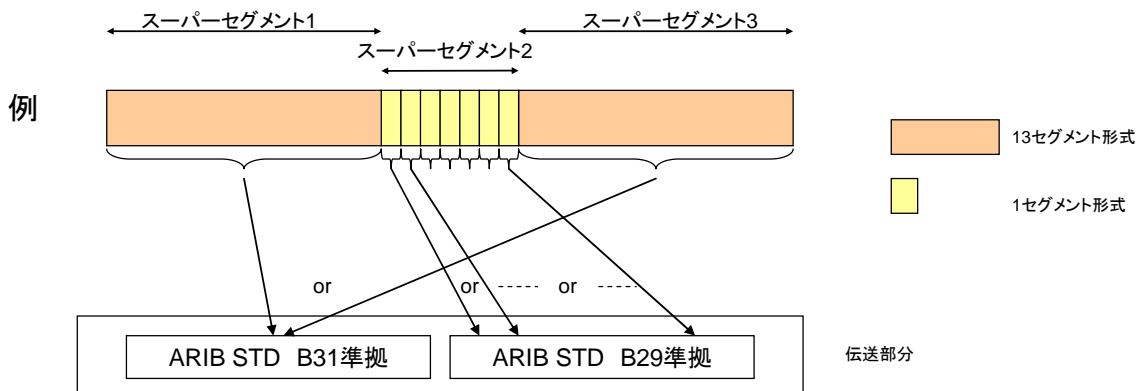 スーパーセグメント1
スーパーセグメント3
スーパーセグメント2
例
13セグメント形式
1セグメント形式
or
or
or
ARIB STD B31準拠
ARIB STD B29準拠
伝送部分